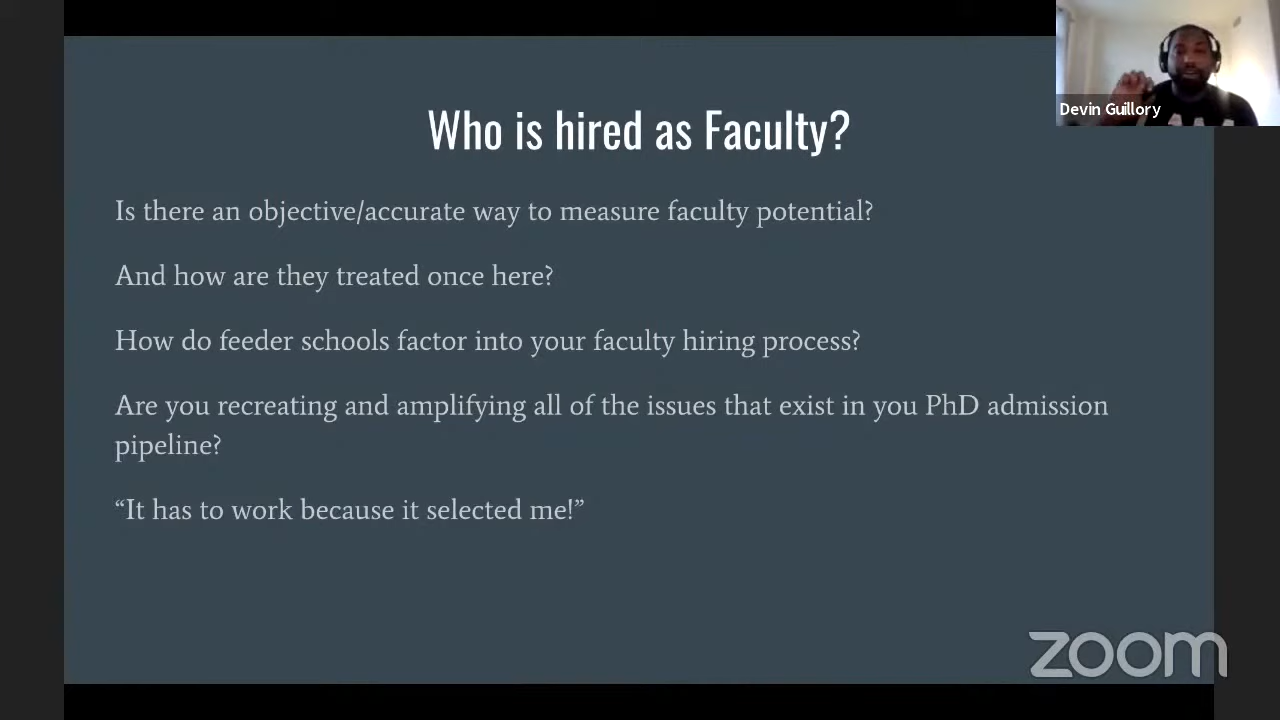 Devin Guillory
Who is hired as Faculty?
Is there an objective/accurate way to measure faculty potential?
And how are they treated once here?
How do feeder schools factor into your faculty hiring process?
Are you recreating and amplifying all of the issues that exist in you PhD admission
pipeline?
“It has to work because it selected me!”
zoom